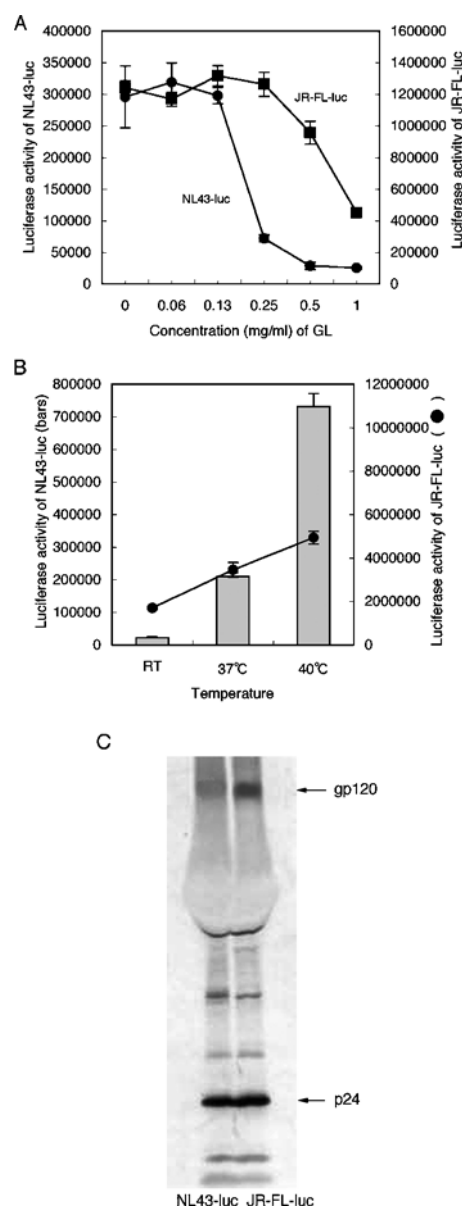 A
Luciferase activity of NL43-luc
400000
350000
300000
250000
200000
150000
100000
50000
0
1600000
1400000
1200000
1000000
800000
600000
400000
200000
0
Luciferase activity of JR-FL-luc
JR-FL-luc
NL43-luc
0 0.06 0.13 0.25 0.5 1
Concentration (mg/ml) of GL
B
Luciferase activity of NL43-luc (bars)
800000
700000
600000
500000
400000
300000
200000
100000
0
12000000
10000000
8000000
6000000
4000000
2000000
0
Luciferase activity of JR-FL-luc (●)
RT 37℃ 40℃
Temperature
C
gp120
p24
NL43-luc JR-FL-luc